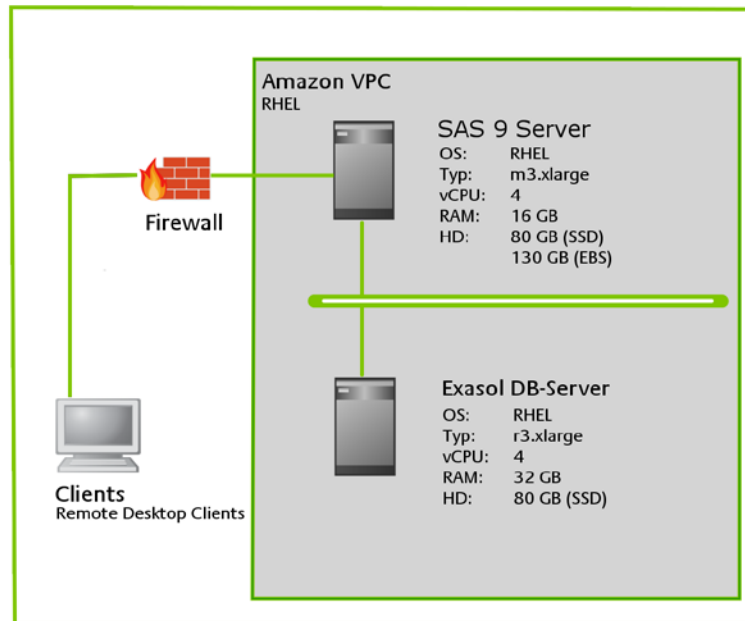 Amazon VPC
RHEL
SAS 9 Server
OS: RHEL
Typ: m3.xlarge
vCPU: 4
RAM: 16 GB
HD: 80 GB (SSD)
130 GB (EBS)
Firewall
Exasol DB-Server
OS: RHEL
Typ: r3.xlarge
vCPU: 4
RAM: 32 GB
HD: 80 GB (SSD)
Clients
Remote Desktop Clients